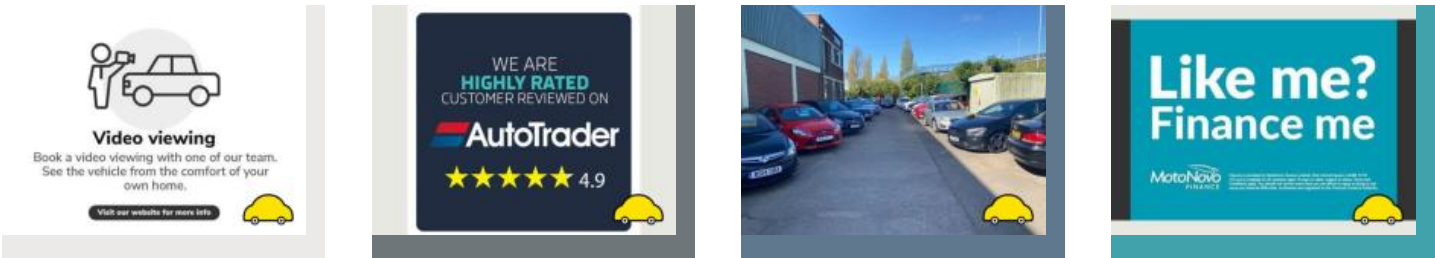 Video viewing
Book a video viewing with one of our team.
See the vehicle from the comfort of your
own home.
Visit our website for more info
WE ARE
HIGHLY RATED
CUSTOMER REVIEWED ON
AutoTrader
4.9
Like me?
Finance me
MotoNovo
FINANCE